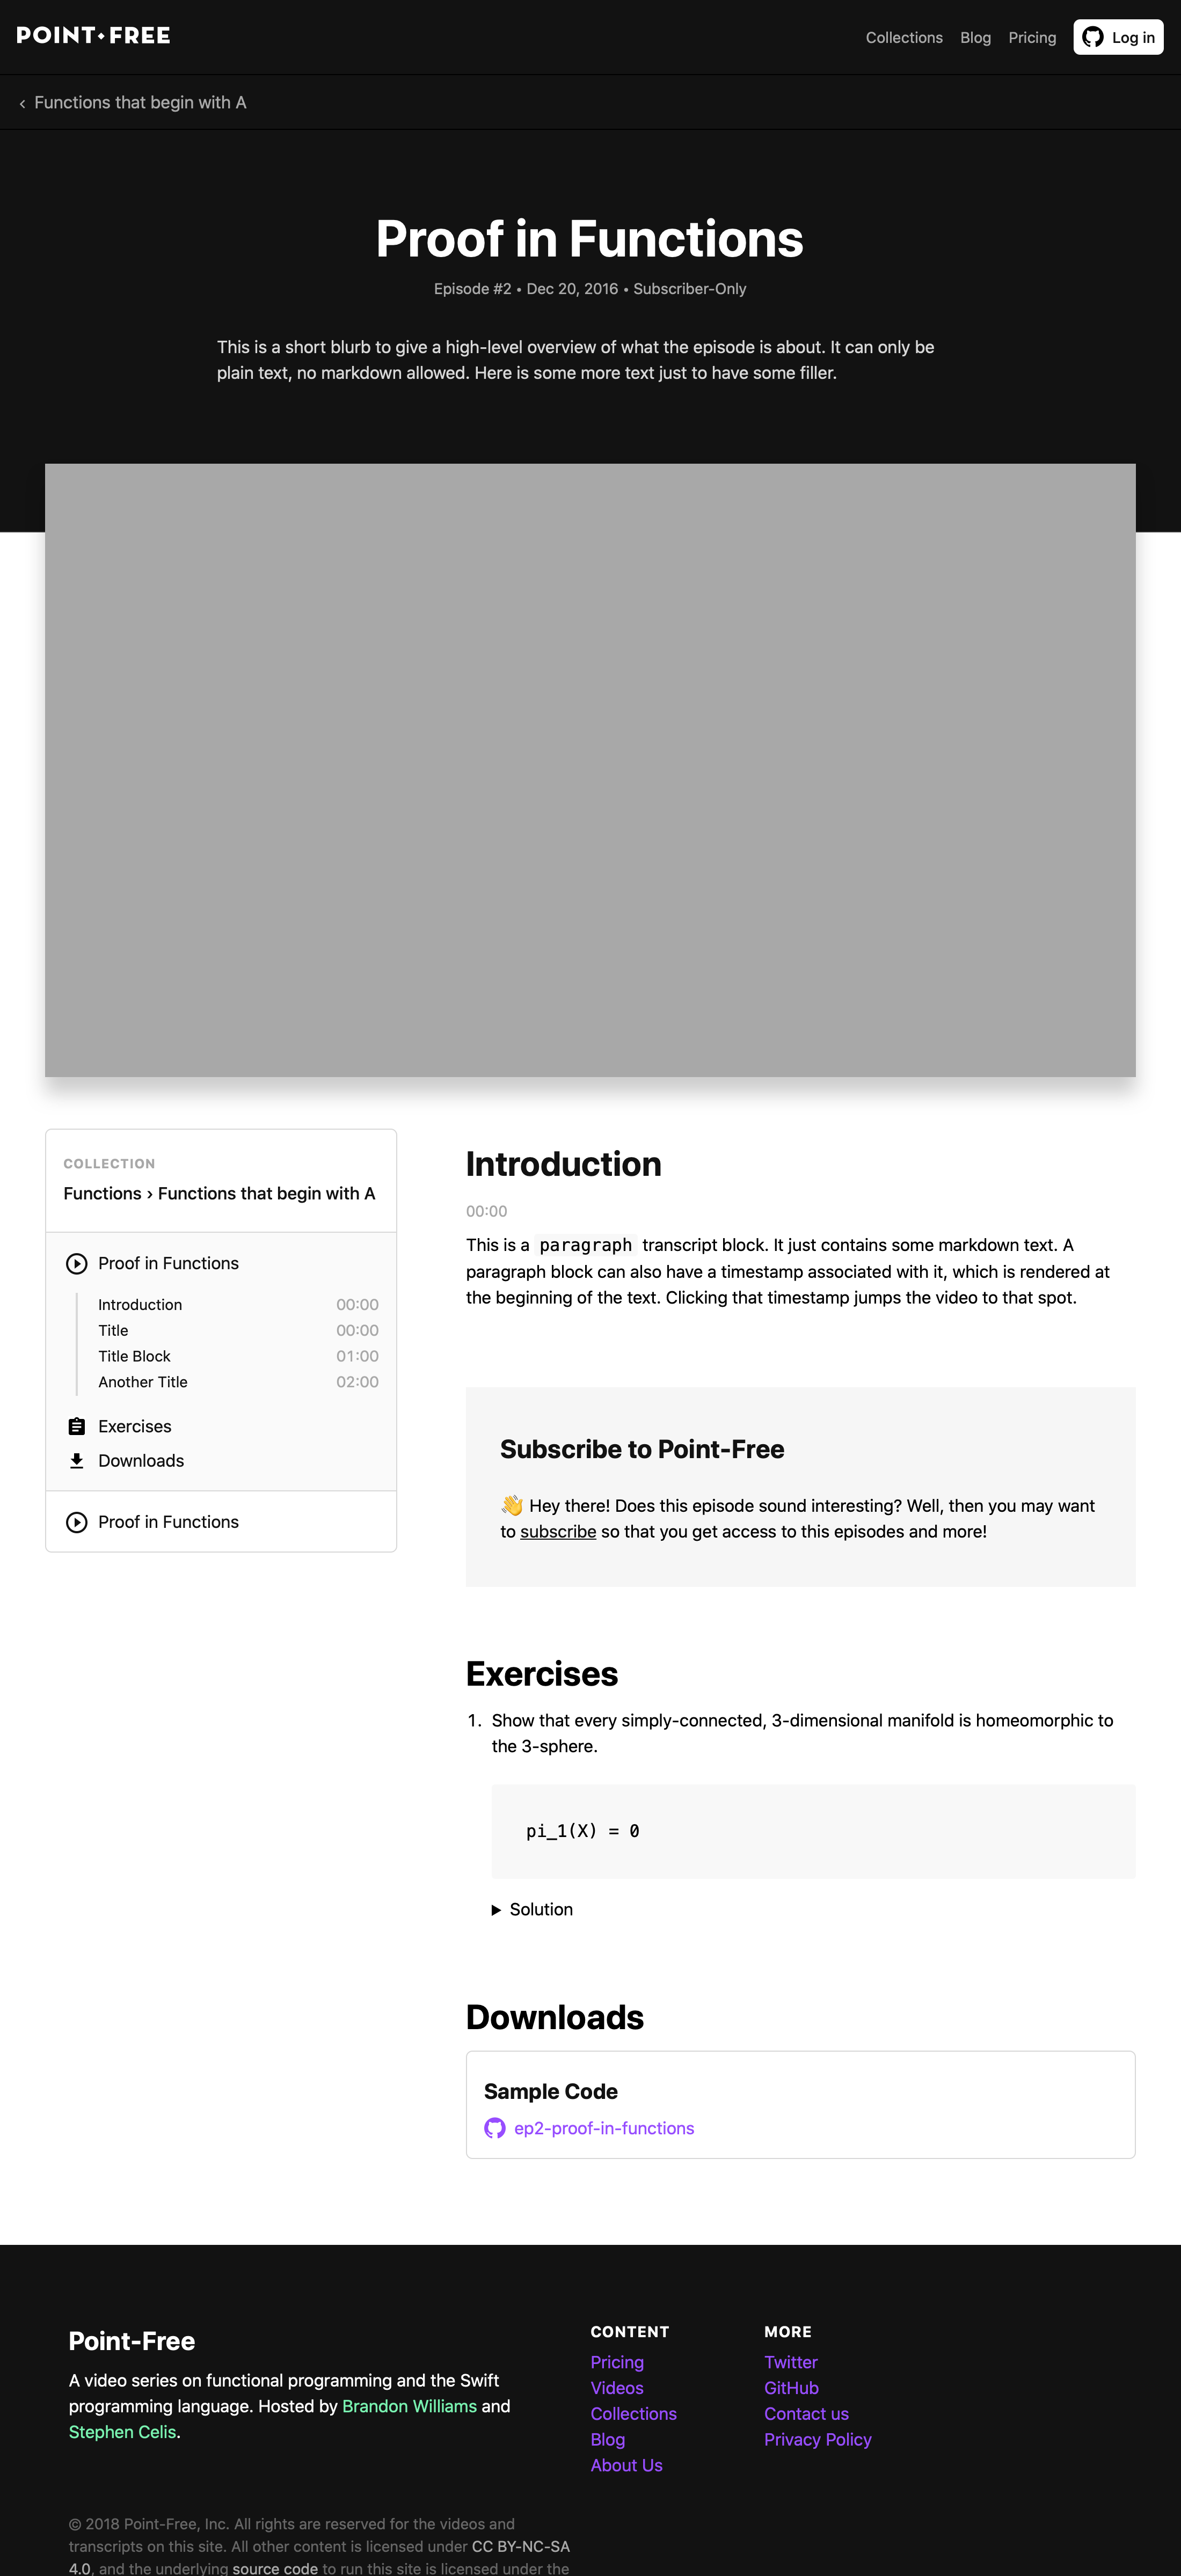 POINT•FREE
Collections Blog Pricing Log in
‹ Functions that begin with A
Proof in Functions
Episode #2 • Dec 20, 2016 • Subscriber-Only
This is a short blurb to give a high-level overview of what the episode is about. It can only be
plain text, no markdown allowed. Here is some more text just to have some filler.
COLLECTION
Functions › Functions that begin with A
Proof in Functions
Introduction 00:00
Title 00:00
Title Block 01:00
Another Title 02:00
Exercises
Downloads
Proof in Functions
Introduction
00:00
This is a paragraph transcript block. It just contains some markdown text. A
paragraph block can also have a timestamp associated with it, which is rendered at
the beginning of the text. Clicking that timestamp jumps the video to that spot.
Subscribe to Point-Free
👋 Hey there! Does this episode sound interesting? Well, then you may want
to subscribe so that you get access to this episodes and more!
Exercises
1. Show that every simply-connected, 3-dimensional manifold is homeomorphic to
the 3-sphere.
pi_1(X) = 0
▶ Solution
Downloads
Sample Code
ep2-proof-in-functions
Point-Free
A video series on functional programming and the Swift
programming language. Hosted by Brandon Williams and
Stephen Celis.
CONTENT
Pricing
Videos
Collections
Blog
About Us
MORE
Twitter
GitHub
Contact us
Privacy Policy
© 2018 Point-Free, Inc. All rights are reserved for the videos and
transcripts on this site. All other content is licensed under CC BY-NC-SA
4.0, and the underlying source code to run this site is licensed under the